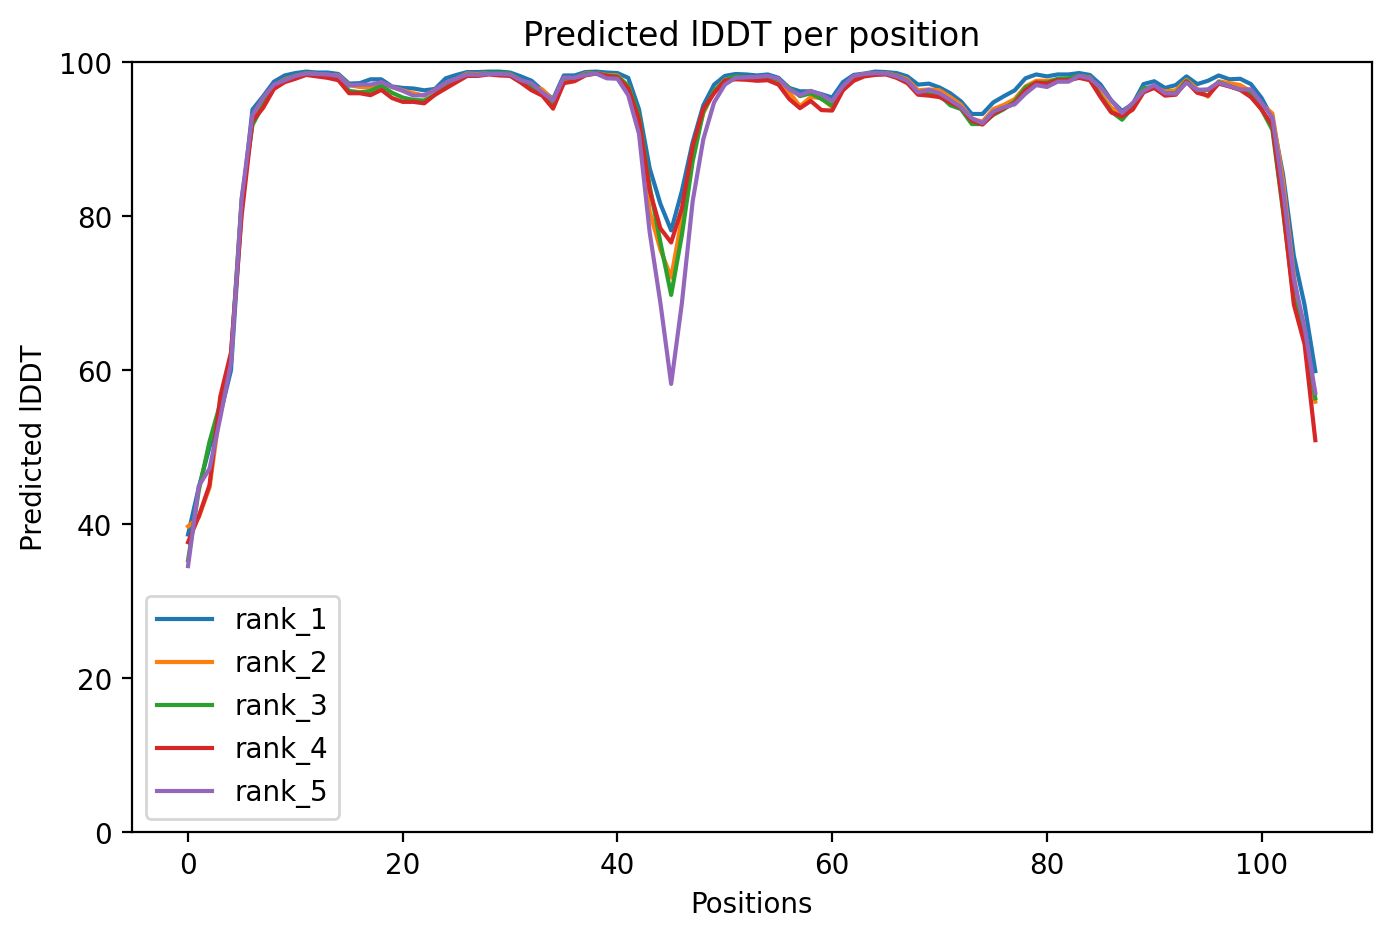 Predicted lDDT per position
100
80
60
40
20
0
Predicted lDDT
rank_1
rank_2
rank_3
rank_4
rank_5
0 20 40 60 80 100
Positions